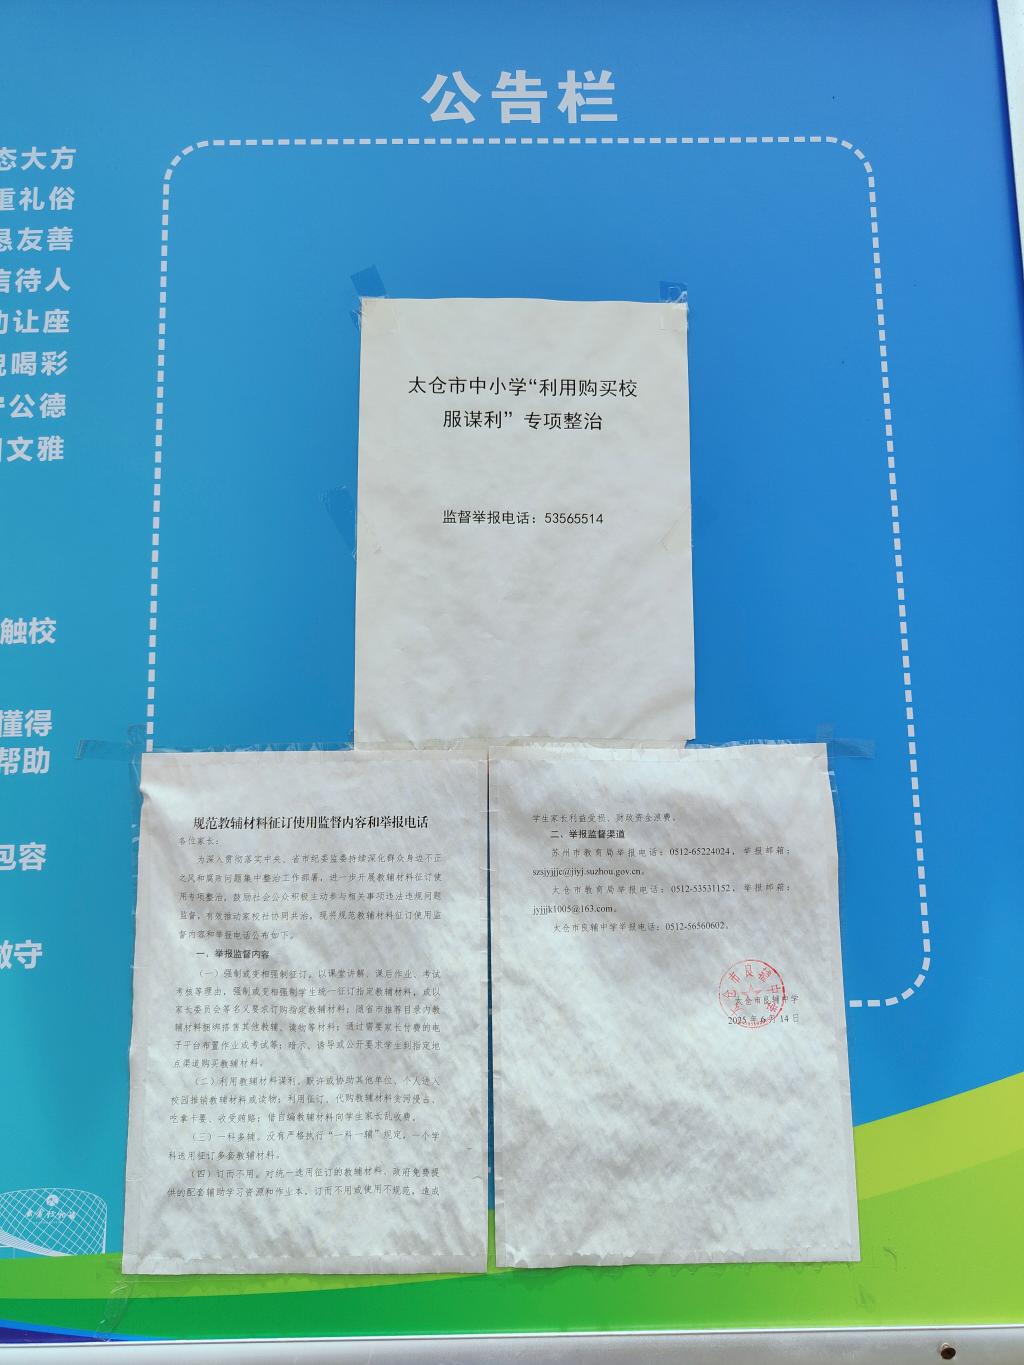 公告栏
态大方
重礼俗
恳友善
信待人
动让座
喝彩
公德
文雅
触校
懂得
帮助
包容
做守
太仓市中小学“利用购买校
服谋利”专项整治
监督举报电话：53565514
规范教辅材料征订使用监督内容和举报电话
各位家长：
为深入贯彻落实中央、省市纪委监委持续深化群众身边不正
之风和腐败问题集中整治工作部署，进一步开展教辅材料征订使
用专项整治，鼓励社会公众积极主动参与相关事项违法违规问题
监督，有效推动家校社协同共治，现将规范教辅材料征订使用监
督内容和举报电话公布如下。
一、举报监督内容
（一）强制或变相强制征订。以课堂讲解、课后作业、考试
考核等理由，强制或变相强制学生统一征订指定教辅材料，或以
家长委员会等名义要求订购指定教辅材料；随省市推荐目录内教
辅材料捆绑搭售其他教辅、读物等材料；通过需要家长付费的电
子平台布置作业或考试等；暗示、诱导或公开要求学生到指定地
点渠道购买教辅材料。
（二）利用教辅材料谋利。默许或协助其他单位、个人进入
校园推销教辅材料或读物；利用征订、代购教辅材料贪污侵占、
吃拿卡要、收受贿赂；借自编教辅材料向学生家长乱收费。
（三）一科多辅。没有严格执行“一科一辅”规定，一个学
科选用征订多套教辅材料。
（四）订而不用。对统一选用征订的教辅材料、政府免费提
供的配套辅助学习资源和作业本，订而不用或使用不规范，造成
学生家长利益受损、财政资金浪费。
二、举报监督渠道
苏州市教育局举报电话：0512-65224024，举报邮箱：
szsjyjjjc@jiyj.suzhou.gov.cn。
太仓市教育局举报电话：0512-53531152，举报邮箱：
jyjjjk1005@163.com。
太仓市良辅中学举报电话：0512-56560602。
太仓市良辅中学
2025年6月14日